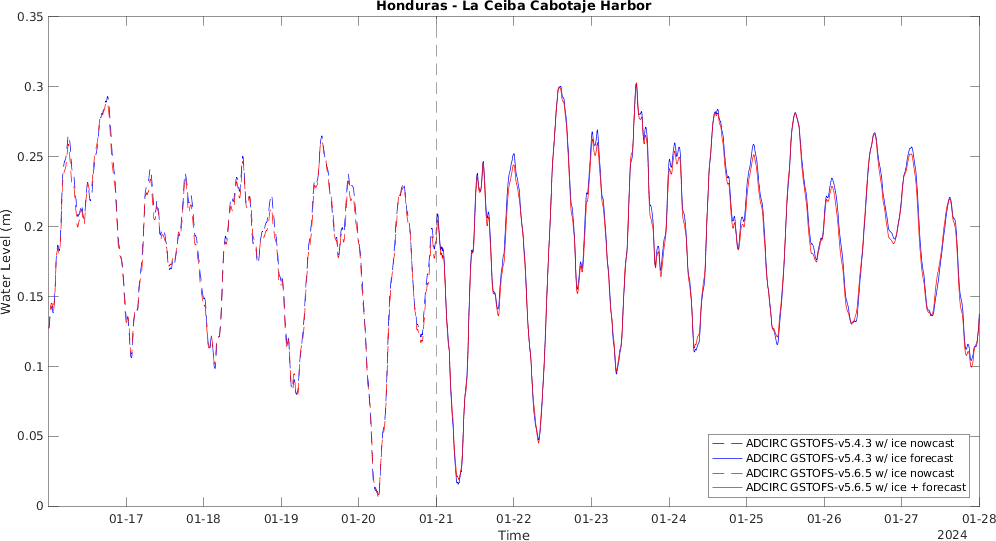 Honduras - La Ceiba Cabotaje Harbor
0.35
0.3
0.25
0.2
0.15
0.1
0.05
0
Water Level (m)
ADCIRC GSTOFS-v5.4.3 w/ ice nowcast
ADCIRC GSTOFS-v5.4.3 w/ ice forecast
ADCIRC GSTOFS-v5.6.5 w/ ice nowcast
ADCIRC GSTOFS-v5.6.5 w/ ice + forecast
01-17 01-18 01-19 01-20 01-21 01-22 01-23 01-24 01-25 01-26 01-27 01-28
Time
2024